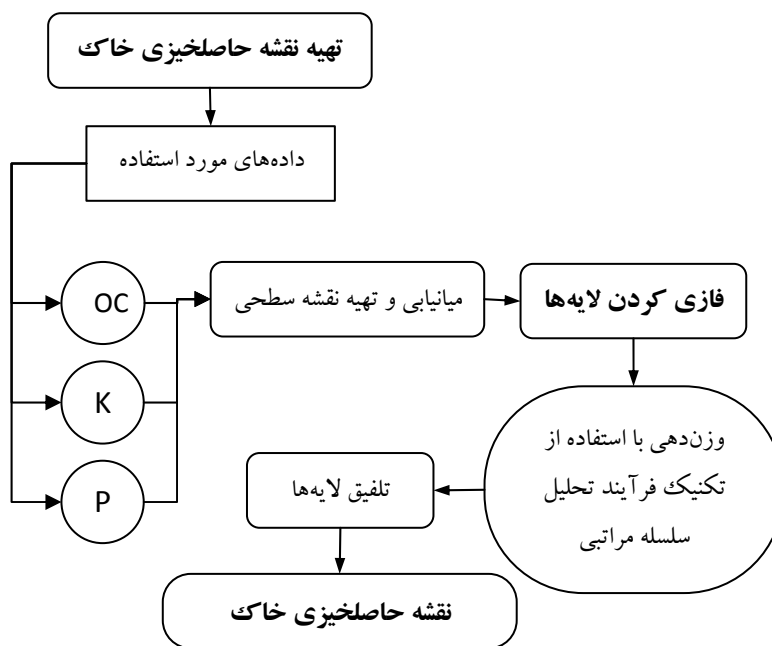 تهیه نقشه حاصلخیزی خاک
داده‌های مورد استفاده
OC
K
P
میانیابی و تهیه نقشه سطحی
فازی کردن لایه‌ها
وزن‌دهی با استفاده از
تکنیک فرآیند تحلیل
سلسله مراتبی
تلفیق لایه‌ها
نقشه حاصلخیزی خاک